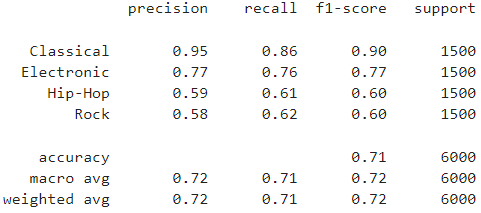 precision recall f1-score support
Classical 0.95 0.86 0.90 1500
Electronic 0.77 0.76 0.77 1500
Hip-Hop 0.59 0.61 0.60 1500
Rock 0.58 0.62 0.60 1500
accuracy 0.71 6000
macro avg 0.72 0.71 0.72 6000
weighted avg 0.72 0.71 0.72 6000